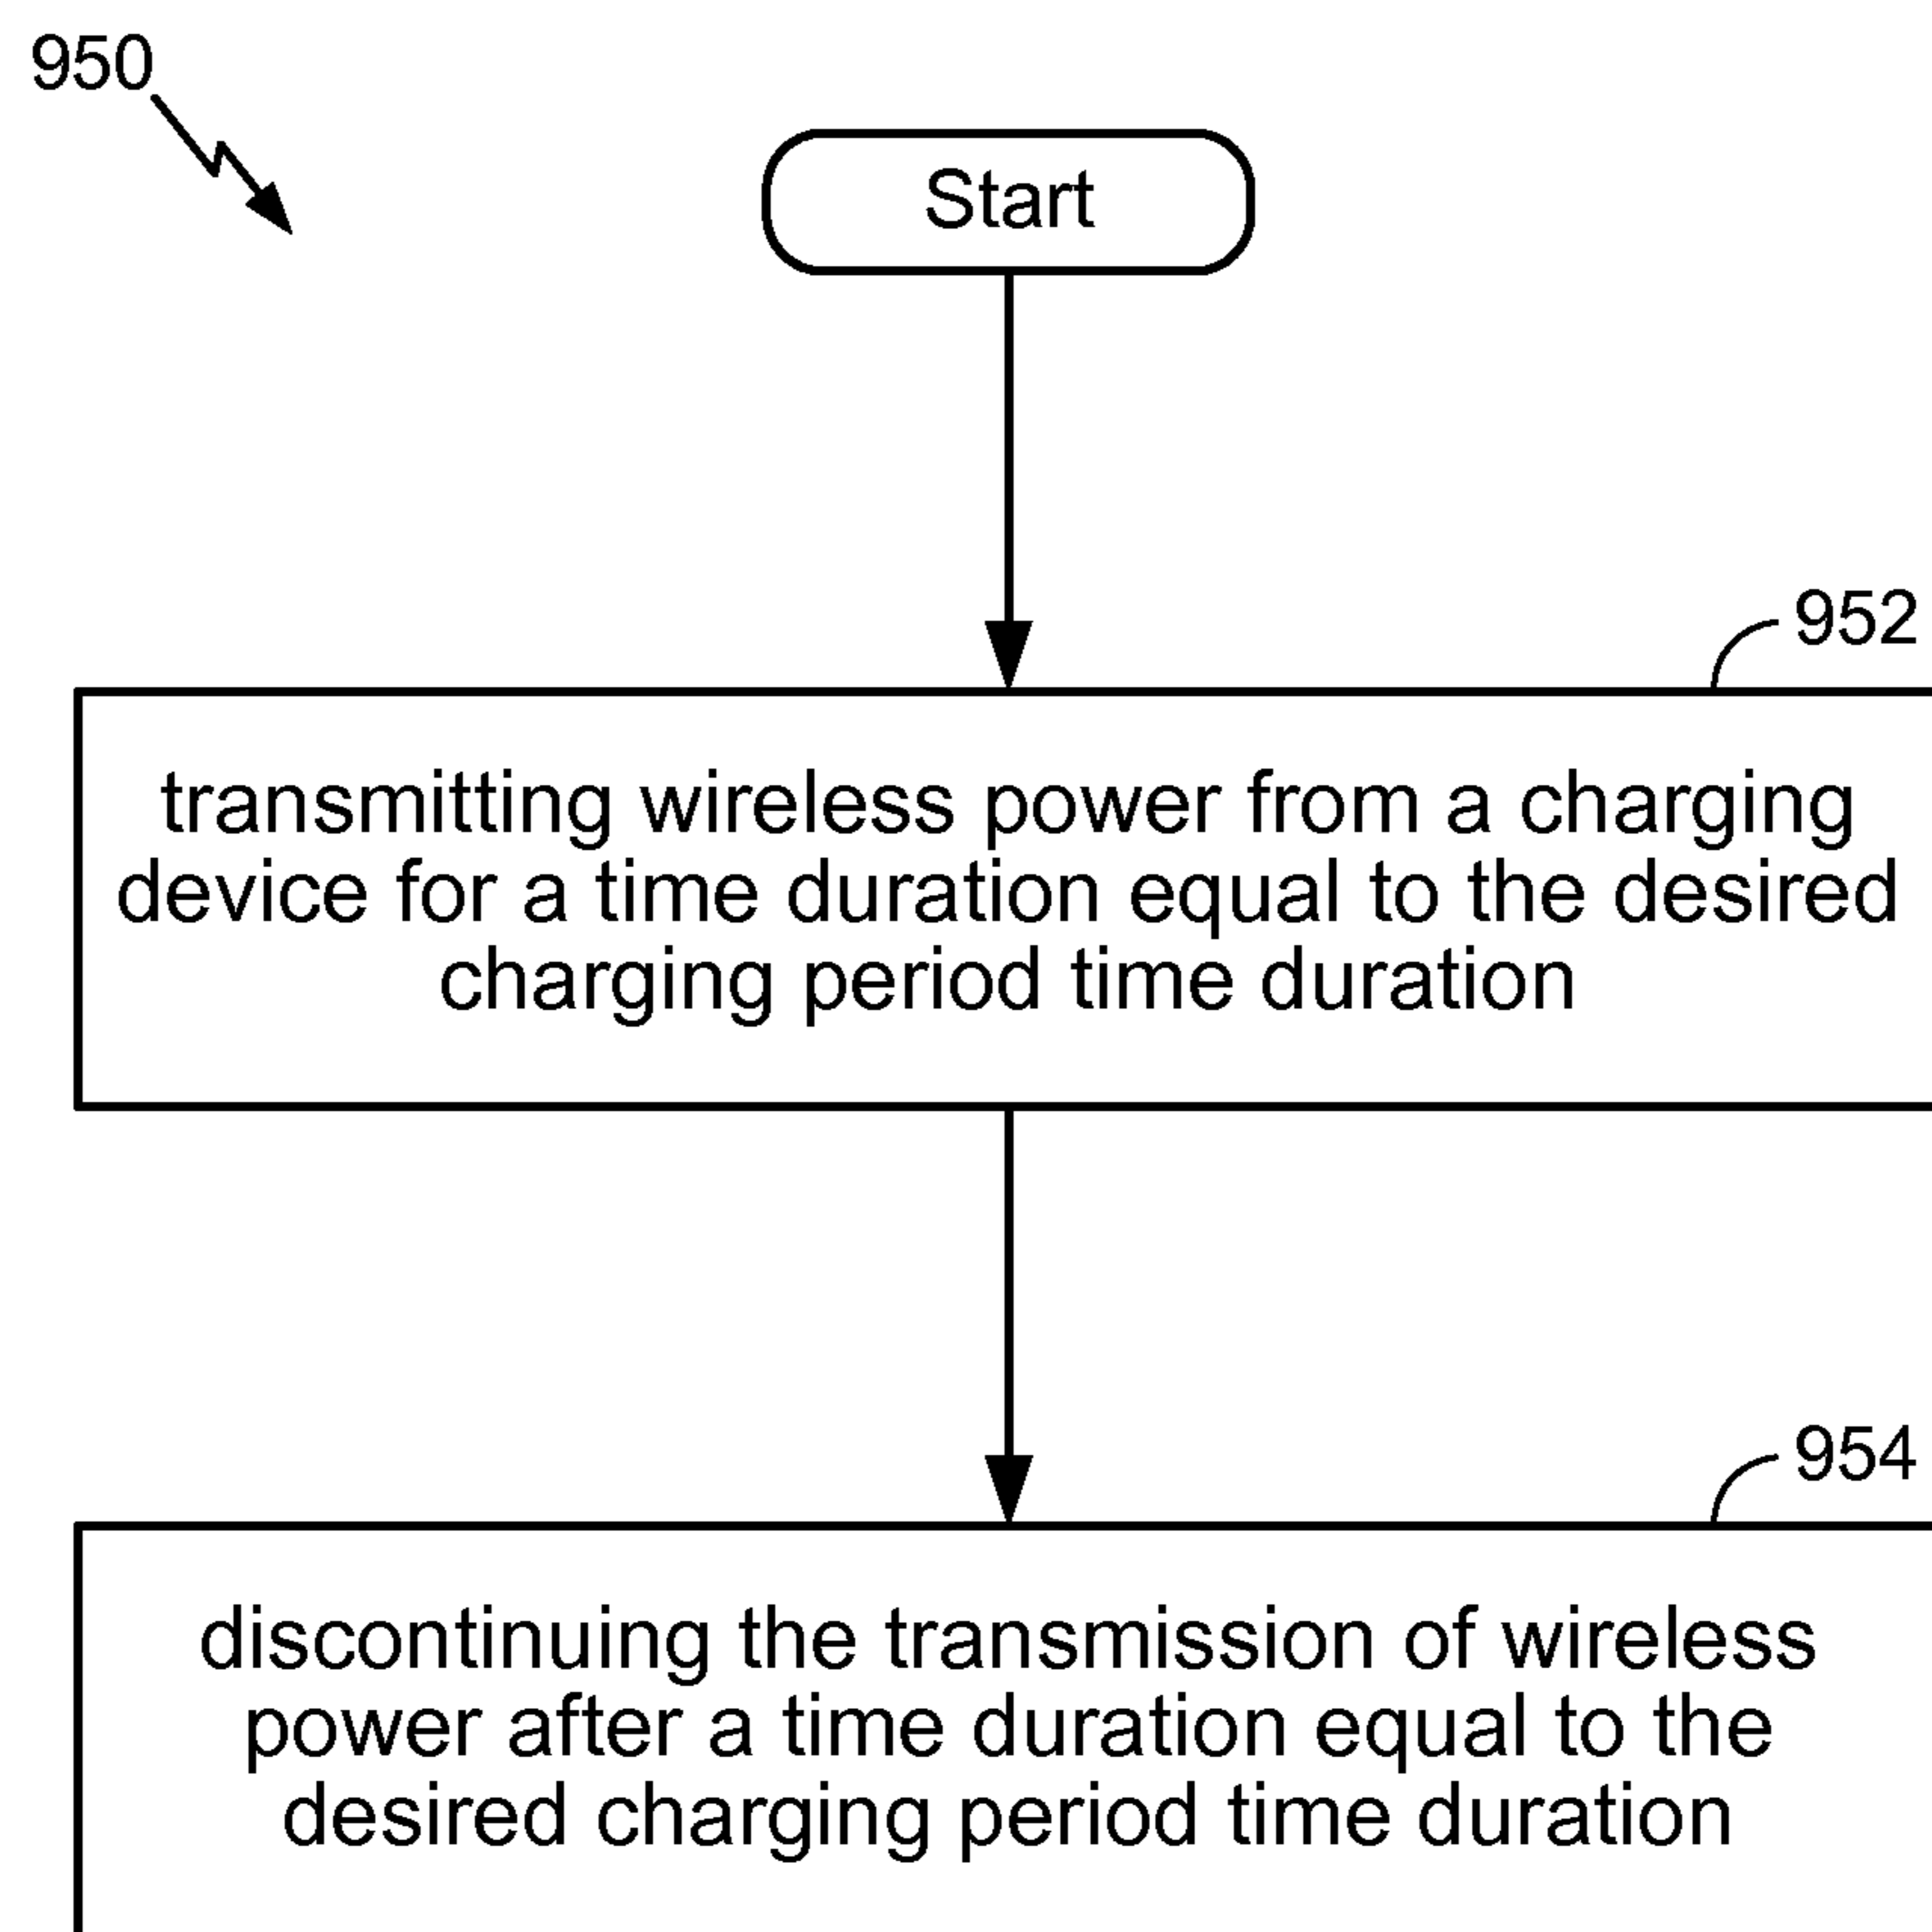 950
Start
952
transmitting wireless power from a charging
device for a time duration equal to the desired
charging period time duration
954
discontinuing the transmission of wireless
power after a time duration equal to the
desired charging period time duration